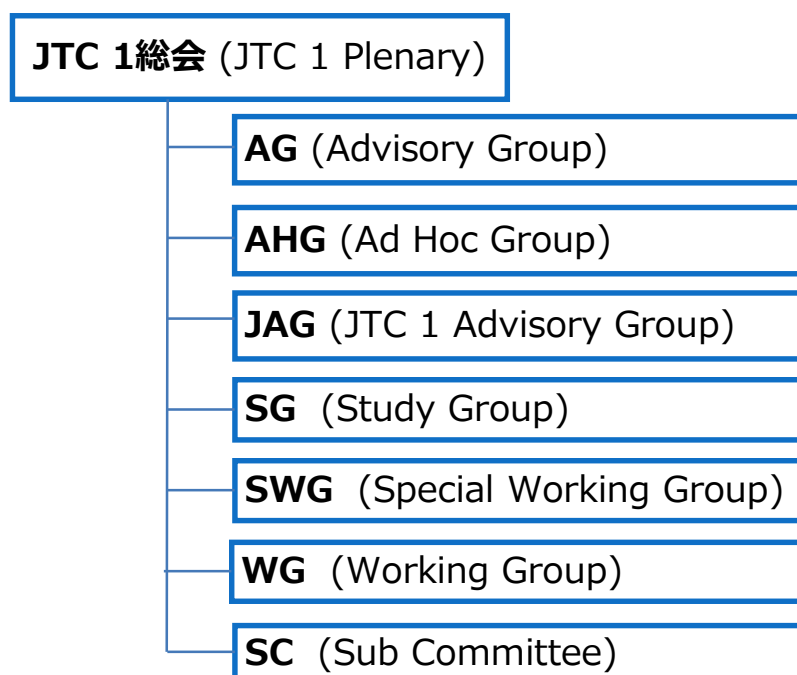 JTC 1総会 (JTC 1 Plenary)
AG (Advisory Group)
AHG (Ad Hoc Group)
JAG (JTC 1 Advisory Group)
SG (Study Group)
SWG (Special Working Group)
WG (Working Group)
SC (Sub Committee)